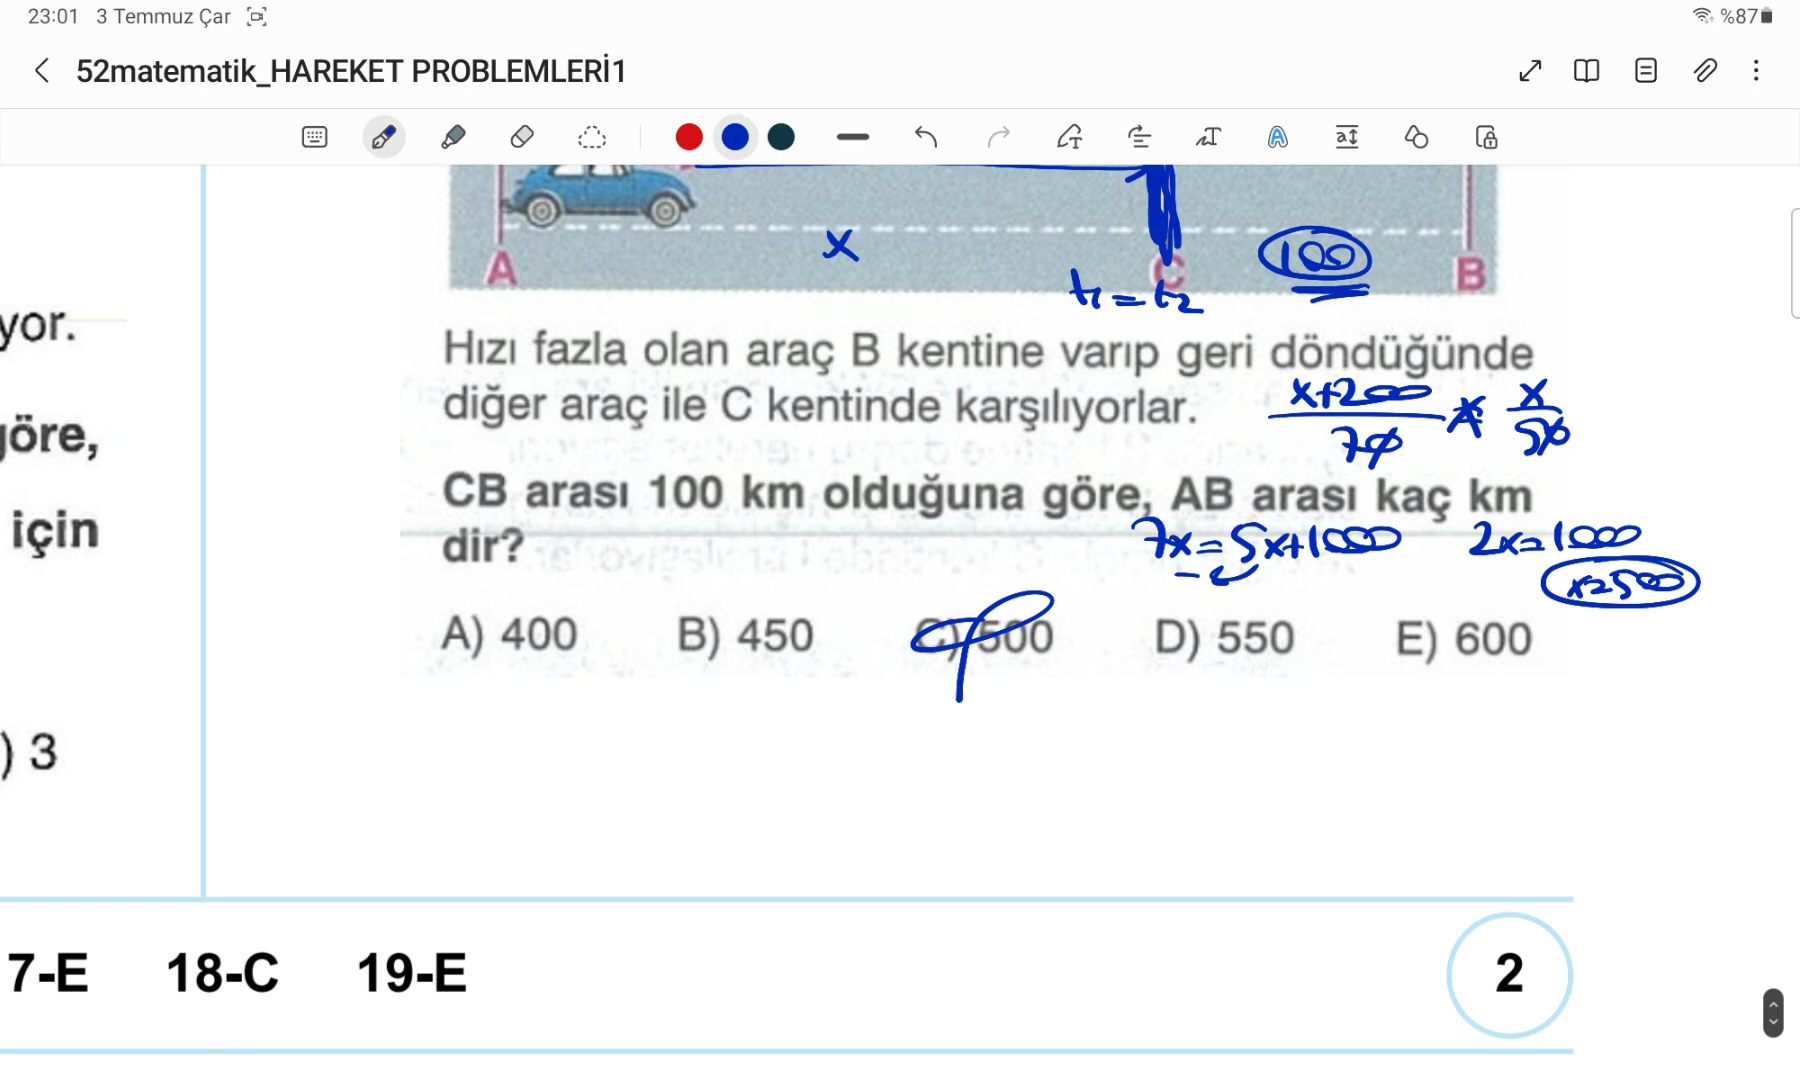 23:01 3 Temmuz Çar %87
52matematik_HAREKET PROBLEMLERİ1
x
100
A
C
B
t1 = t2
yor.
Hızı fazla olan araç B kentine varıp geri döndüğünde
diğer araç ile C kentinde karşılıyorlar.
x+200 x
70 50
göre,
CB arası 100 km olduğuna göre, AB arası kaç km
dir?
için
7x=5x+1000 2x=1000
x=500
A) 400 B) 450 C) 500 D) 550 E) 600
) 3
7-E 18-C 19-E
2